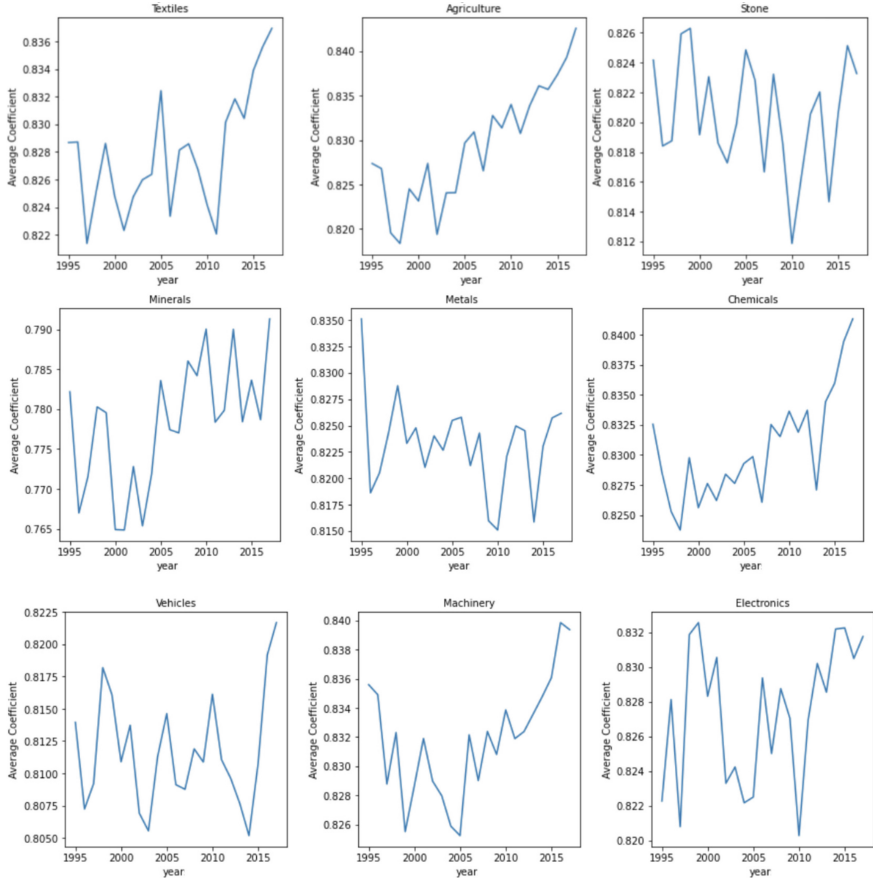 Textiles
Average Coefficient
0.836
0.834
0.832
0.830
0.828
0.826
0.824
0.822
1995 2000 2005 2010 2015
year
Agriculture
Average Coefficient
0.840
0.835
0.830
0.825
0.820
1995 2000 2005 2010 2015
year
Stone
Average Coefficient
0.826
0.824
0.822
0.820
0.818
0.816
0.814
0.812
1995 2000 2005 2010 2015
year
Minerals
Average Coefficient
0.790
0.785
0.780
0.775
0.770
0.765
1995 2000 2005 2010 2015
year
Metals
Average Coefficient
0.8350
0.8325
0.8300
0.8275
0.8250
0.8225
0.8200
0.8175
0.8150
1995 2000 2005 2010 2015
year
Chemicals
Average Coefficient
0.8400
0.8375
0.8350
0.8325
0.8300
0.8275
0.8250
1995 2000 2005 2010 2015
year
Vehicles
Average Coefficient
0.8225
0.8200
0.8175
0.8150
0.8125
0.8100
0.8075
0.8050
1995 2000 2005 2010 2015
year
Machinery
Average Coefficient
0.840
0.838
0.836
0.834
0.832
0.830
0.828
0.826
1995 2000 2005 2010 2015
year
Electronics
Average Coefficient
0.832
0.830
0.828
0.826
0.824
0.822
0.820
1995 2000 2005 2010 2015
year